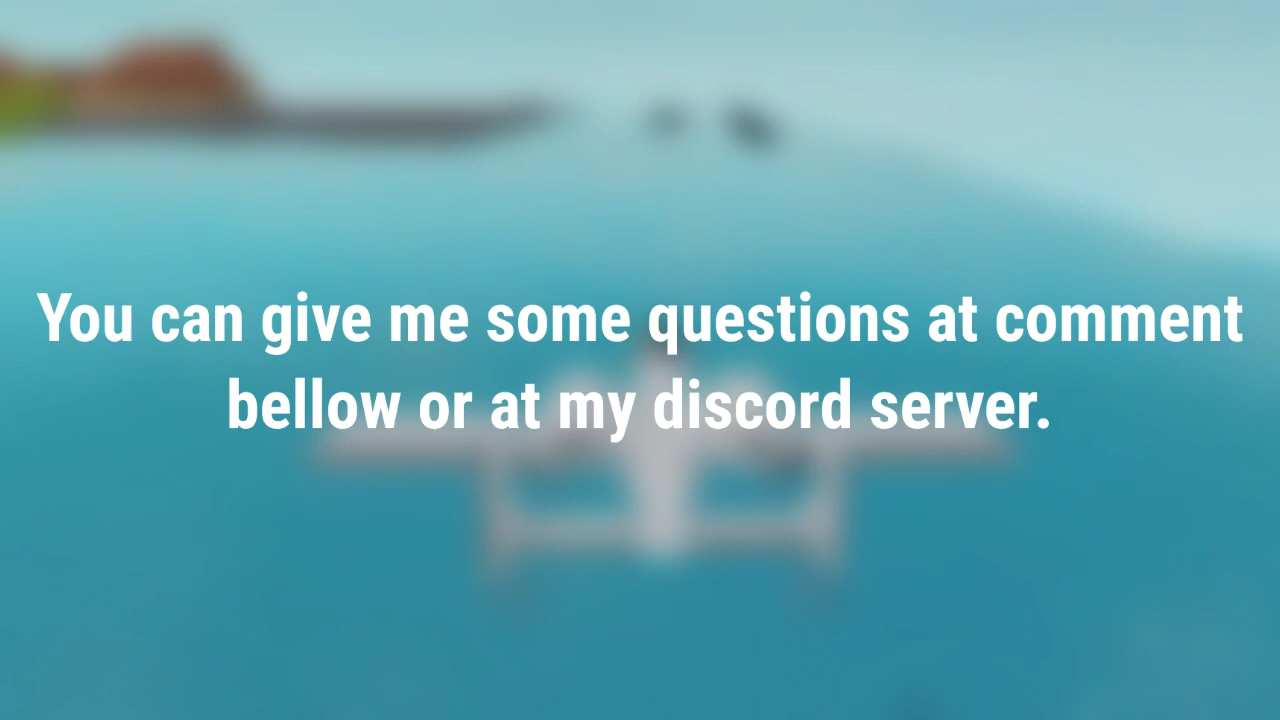 You can give me some questions at comment
bellow or at my discord server.